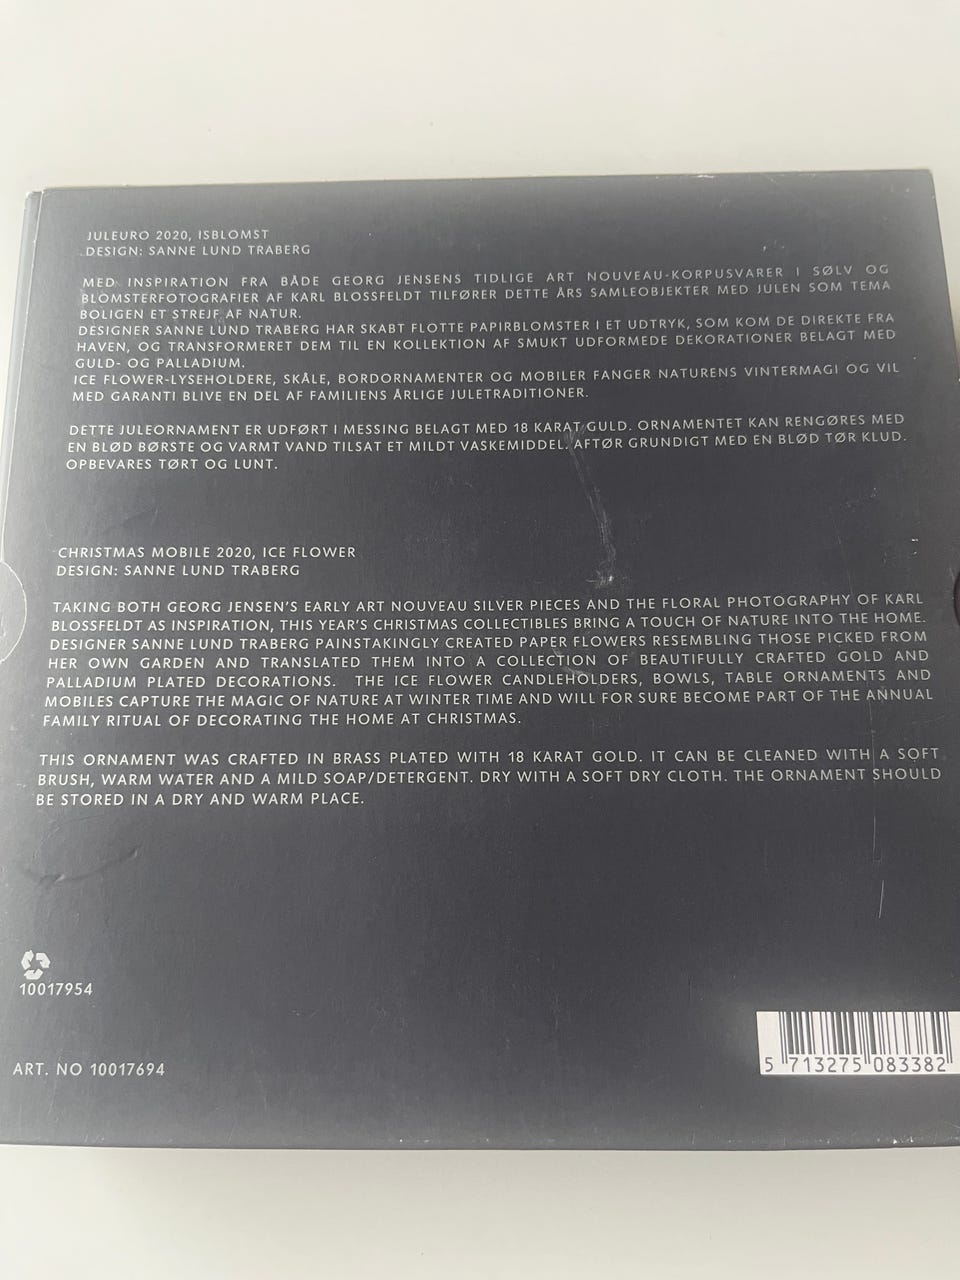 JULEURO 2020, ISBLOMST
DESIGN: SANNE LUND TRABERG
MED INSPIRATION FRA BÅDE GEORG JENSENS TIDLIGE ART NOUVEAU-KORPUSVARER I SØLV OG
BLOMSTERFOTOGRAFIER AF KARL BLOSSFELDT TILFØRER DETTE ÅRS SAMLEOBJEKTER MED JULEN SOM TEMA
BOLIGEN ET STREJF AF NATUR.
DESIGNER SANNE LUND TRABERG HAR SKABT FLOTTE PAPIRBLOMSTER I ET UDTRYK, SOM KOM DE DIREKTE FRA
HAVEN, OG TRANSFORMERET DEM TIL EN KOLLEKTION AF SMUKT UDFORMEDE DEKORATIONER BELAGT MED
GULD- OG PALLADIUM.
ICE FLOWER-LYSEHOLDERE, SKÅLE, BORDORNAMENTER OG MOBILER FANGER NATURENS VINTERMAGI OG VIL
MED GARANTI BLIVE EN DEL AF FAMILIENS ÅRLIGE JULETRADITIONER.
DETTE JULEORNAMENT ER UDFØRT I MESSING BELAGT MED 18 KARAT GULD. ORNAMENTET KAN RENGØRES MED
EN BLØD BØRSTE OG VARMT VAND TILSAT ET MILDT VASKEMIDDEL. AFTØR GRUNDIGT MED EN BLØD TØR KLUD.
OPBEVARES TØRT OG LUNT.
CHRISTMAS MOBILE 2020, ICE FLOWER
DESIGN: SANNE LUND TRABERG
TAKING BOTH GEORG JENSEN'S EARLY ART NOUVEAU SILVER PIECES AND THE FLORAL PHOTOGRAPHY OF KARL
BLOSSFELDT AS INSPIRATION, THIS YEAR'S CHRISTMAS COLLECTIBLES BRING A TOUCH OF NATURE INTO THE HOME.
DESIGNER SANNE LUND TRABERG PAINSTAKINGLY CREATED PAPER FLOWERS RESEMBLING THOSE PICKED FROM
HER OWN GARDEN AND TRANSLATED THEM INTO A COLLECTION OF BEAUTIFULLY CRAFTED GOLD AND
PALLADIUM PLATED DECORATIONS. THE ICE FLOWER CANDLEHOLDERS, BOWLS, TABLE ORNAMENTS AND
MOBILES CAPTURE THE MAGIC OF NATURE AT WINTER TIME AND WILL FOR SURE BECOME PART OF THE ANNUAL
FAMILY RITUAL OF DECORATING THE HOME AT CHRISTMAS.
THIS ORNAMENT WAS CRAFTED IN BRASS PLATED WITH 18 KARAT GOLD. IT CAN BE CLEANED WITH A SOFT
BRUSH, WARM WATER AND A MILD SOAP/DETERGENT. DRY WITH A SOFT DRY CLOTH. THE ORNAMENT SHOULD
BE STORED IN A DRY AND WARM PLACE.
10017954
ART. NO 10017694
5 713275 083382